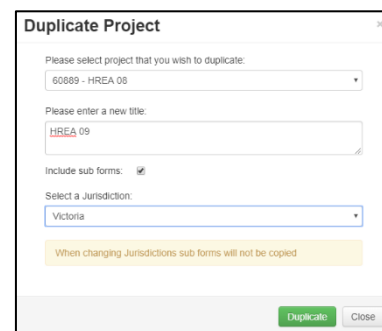 Duplicate Project
×
Please select project that you wish to duplicate:
60889 - HREA 08
Please enter a new title:
HREA 09
Include sub forms:
Select a Jurisdiction:
Victoria
When changing Jurisdictions sub forms will not be copied
Duplicate Close